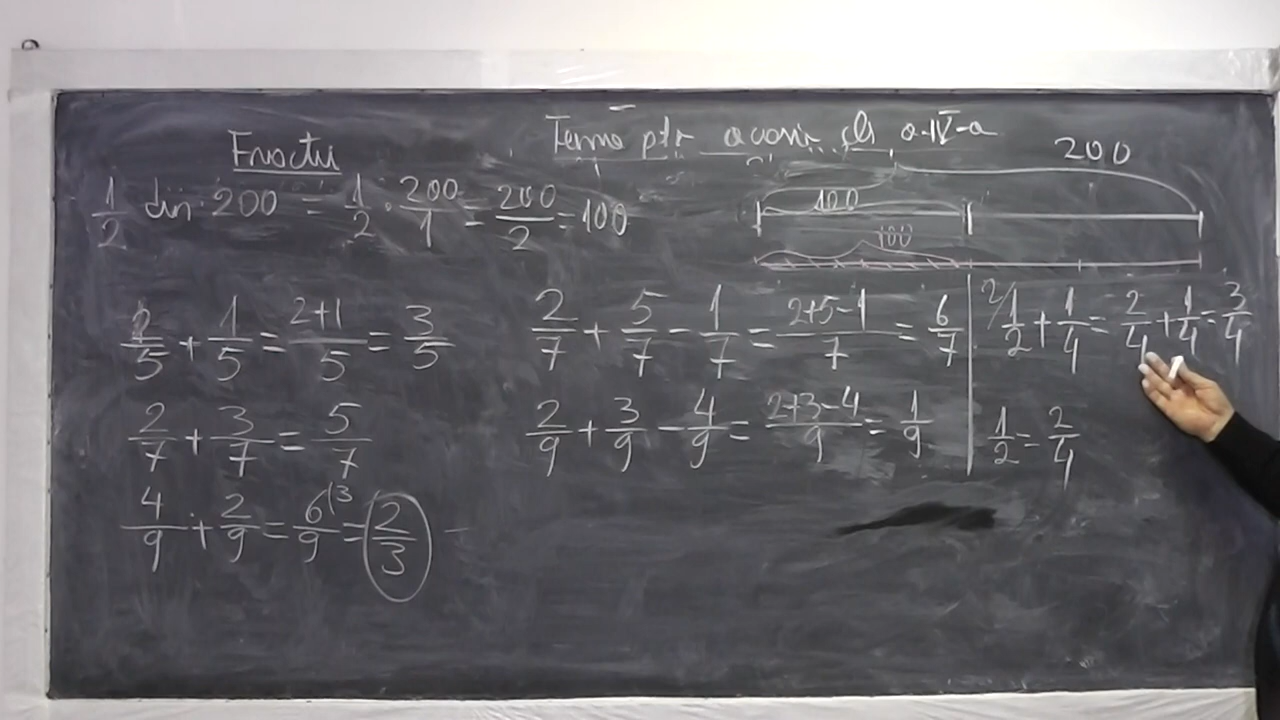 Fracții
Temă ptr acasă cls a-IV-a
1/2 din 200 = 1/2 · 200/1 = 200/2 = 100
200
100
100
2/5 + 1/5 = 2+1/5 = 3/5
2/7 + 3/7 = 5/7
4/9 + 2/9 = 6/9 (3 = 2/3
2/7 + 5/7 - 1/7 = 2+5-1/7 = 6/7
2/9 + 3/9 - 4/9 = 2+3-4/9 = 1/9
2/ 1/2 + 1/4 = 2/4 + 1/4 = 3/4
1/2 = 2/4